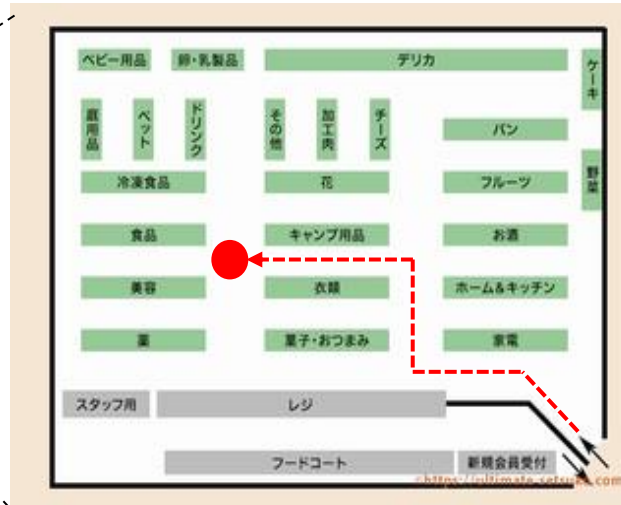 ベビー用品
卵・乳製品
デリカ
ケーキ
庭用品
ペット
ドリンク
その他
加工肉
チーズ
パン
野菜
冷凍食品
花
フルーツ
食品
キャンプ用品
お酒
美容
衣類
ホーム&キッチン
薬
菓子・おつまみ
家電
スタッフ用
レジ
フードコート
新規会員受付